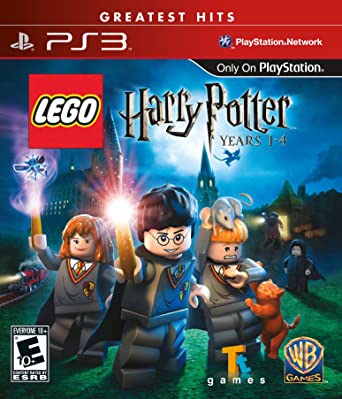 GREATEST HITS
PS3
PlayStation®Network
Only On PlayStation®
LEGO
Harry Potter
YEARS 1-4
EVERYONE 10+
E
10+
ESRB
Tt
games
WB
GAMES